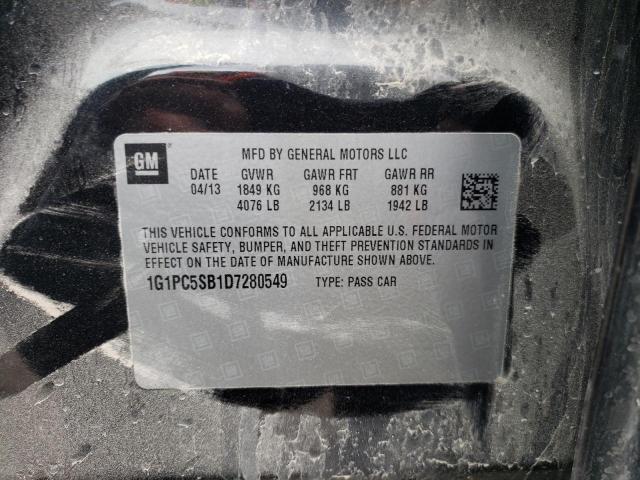 GM MFD BY GENERAL MOTORS LLC
DATE GVWR GAWR FRT GAWR RR
04/13 1849 KG 968 KG 881 KG
4076 LB 2134 LB 1942 LB
THIS VEHICLE CONFORMS TO ALL APPLICABLE U.S. FEDERAL MOTOR
VEHICLE SAFETY, BUMPER, AND THEFT PREVENTION STANDARDS IN
EFFECT ON THE DATE OF MANUFACTURE SHOWN ABOVE.
1G1PC5SB1D7280549 TYPE: PASS CAR